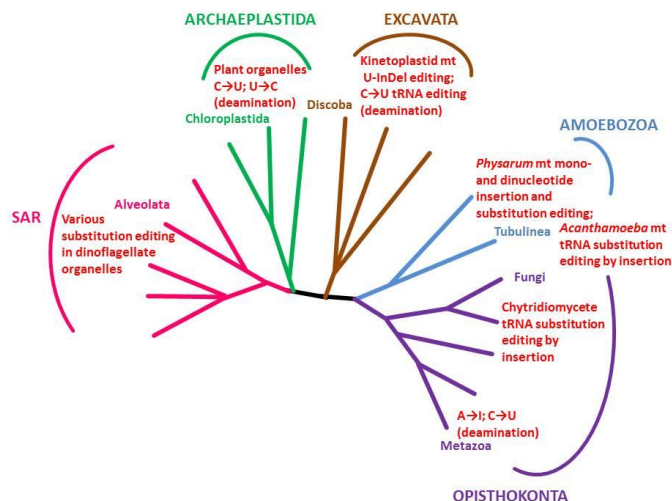 ARCHAEPLASTIDA
Plant organelles
C→U; U→C
(deamination)
Chloroplastida
EXCAVATA
Kinetoplastid mt
U-InDel editing;
C→U tRNA editing
(deamination)
Discoba
AMOEBOZOA
Physarum mt mono-
and dinucleotide
insertion and
substitution editing;
Acanthamoeba mt
tRNA substitution
editing by insertion
Tubulinea
SAR
Alveolata
Various
substitution editing
in dinoflagellate
organelles
Fungi
Chytridiomycete
tRNA substitution
editing by
insertion
A→I; C→U
(deamination)
Metazoa
OPISTHOKONTA